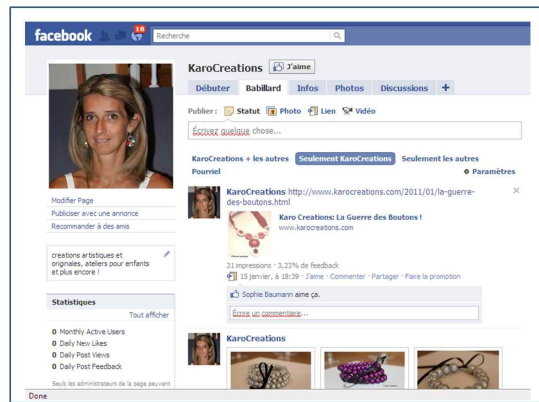 facebook
18
Recherche
KaroCreations J'aime
Débuter Babillard Infos Photos Discussions +
Publier : Statut Photo Lien Vidéo
Écrivez quelque chose...
KaroCreations + les autres Seulement KaroCreations Seulement les autres
Pourriel Paramètres
KaroCreations http://www.karocreations.com/2011/01/la-guerre-
des-boutons.html
Karo Creations: La Guerre des Boutons !
www.karocreations.com
31 impressions · 3,23% de feedback
15 janvier, à 18:39 · J'aime · Commenter · Partager · Faire la promotion
Sophie Baumann aime ça.
Écrire un commentaire...
KaroCreations
Modifier Page
Publiciser avec une annonce
Recommander à des amis
creations artistiques et
originales, ateliers pour enfants
et plus encore !
Statistiques
Tout afficher
0 Monthly Active Users
0 Daily New Likes
0 Daily Post Views
0 Daily Post Feedback
Seuls les administrateurs de la page peuvent
Done